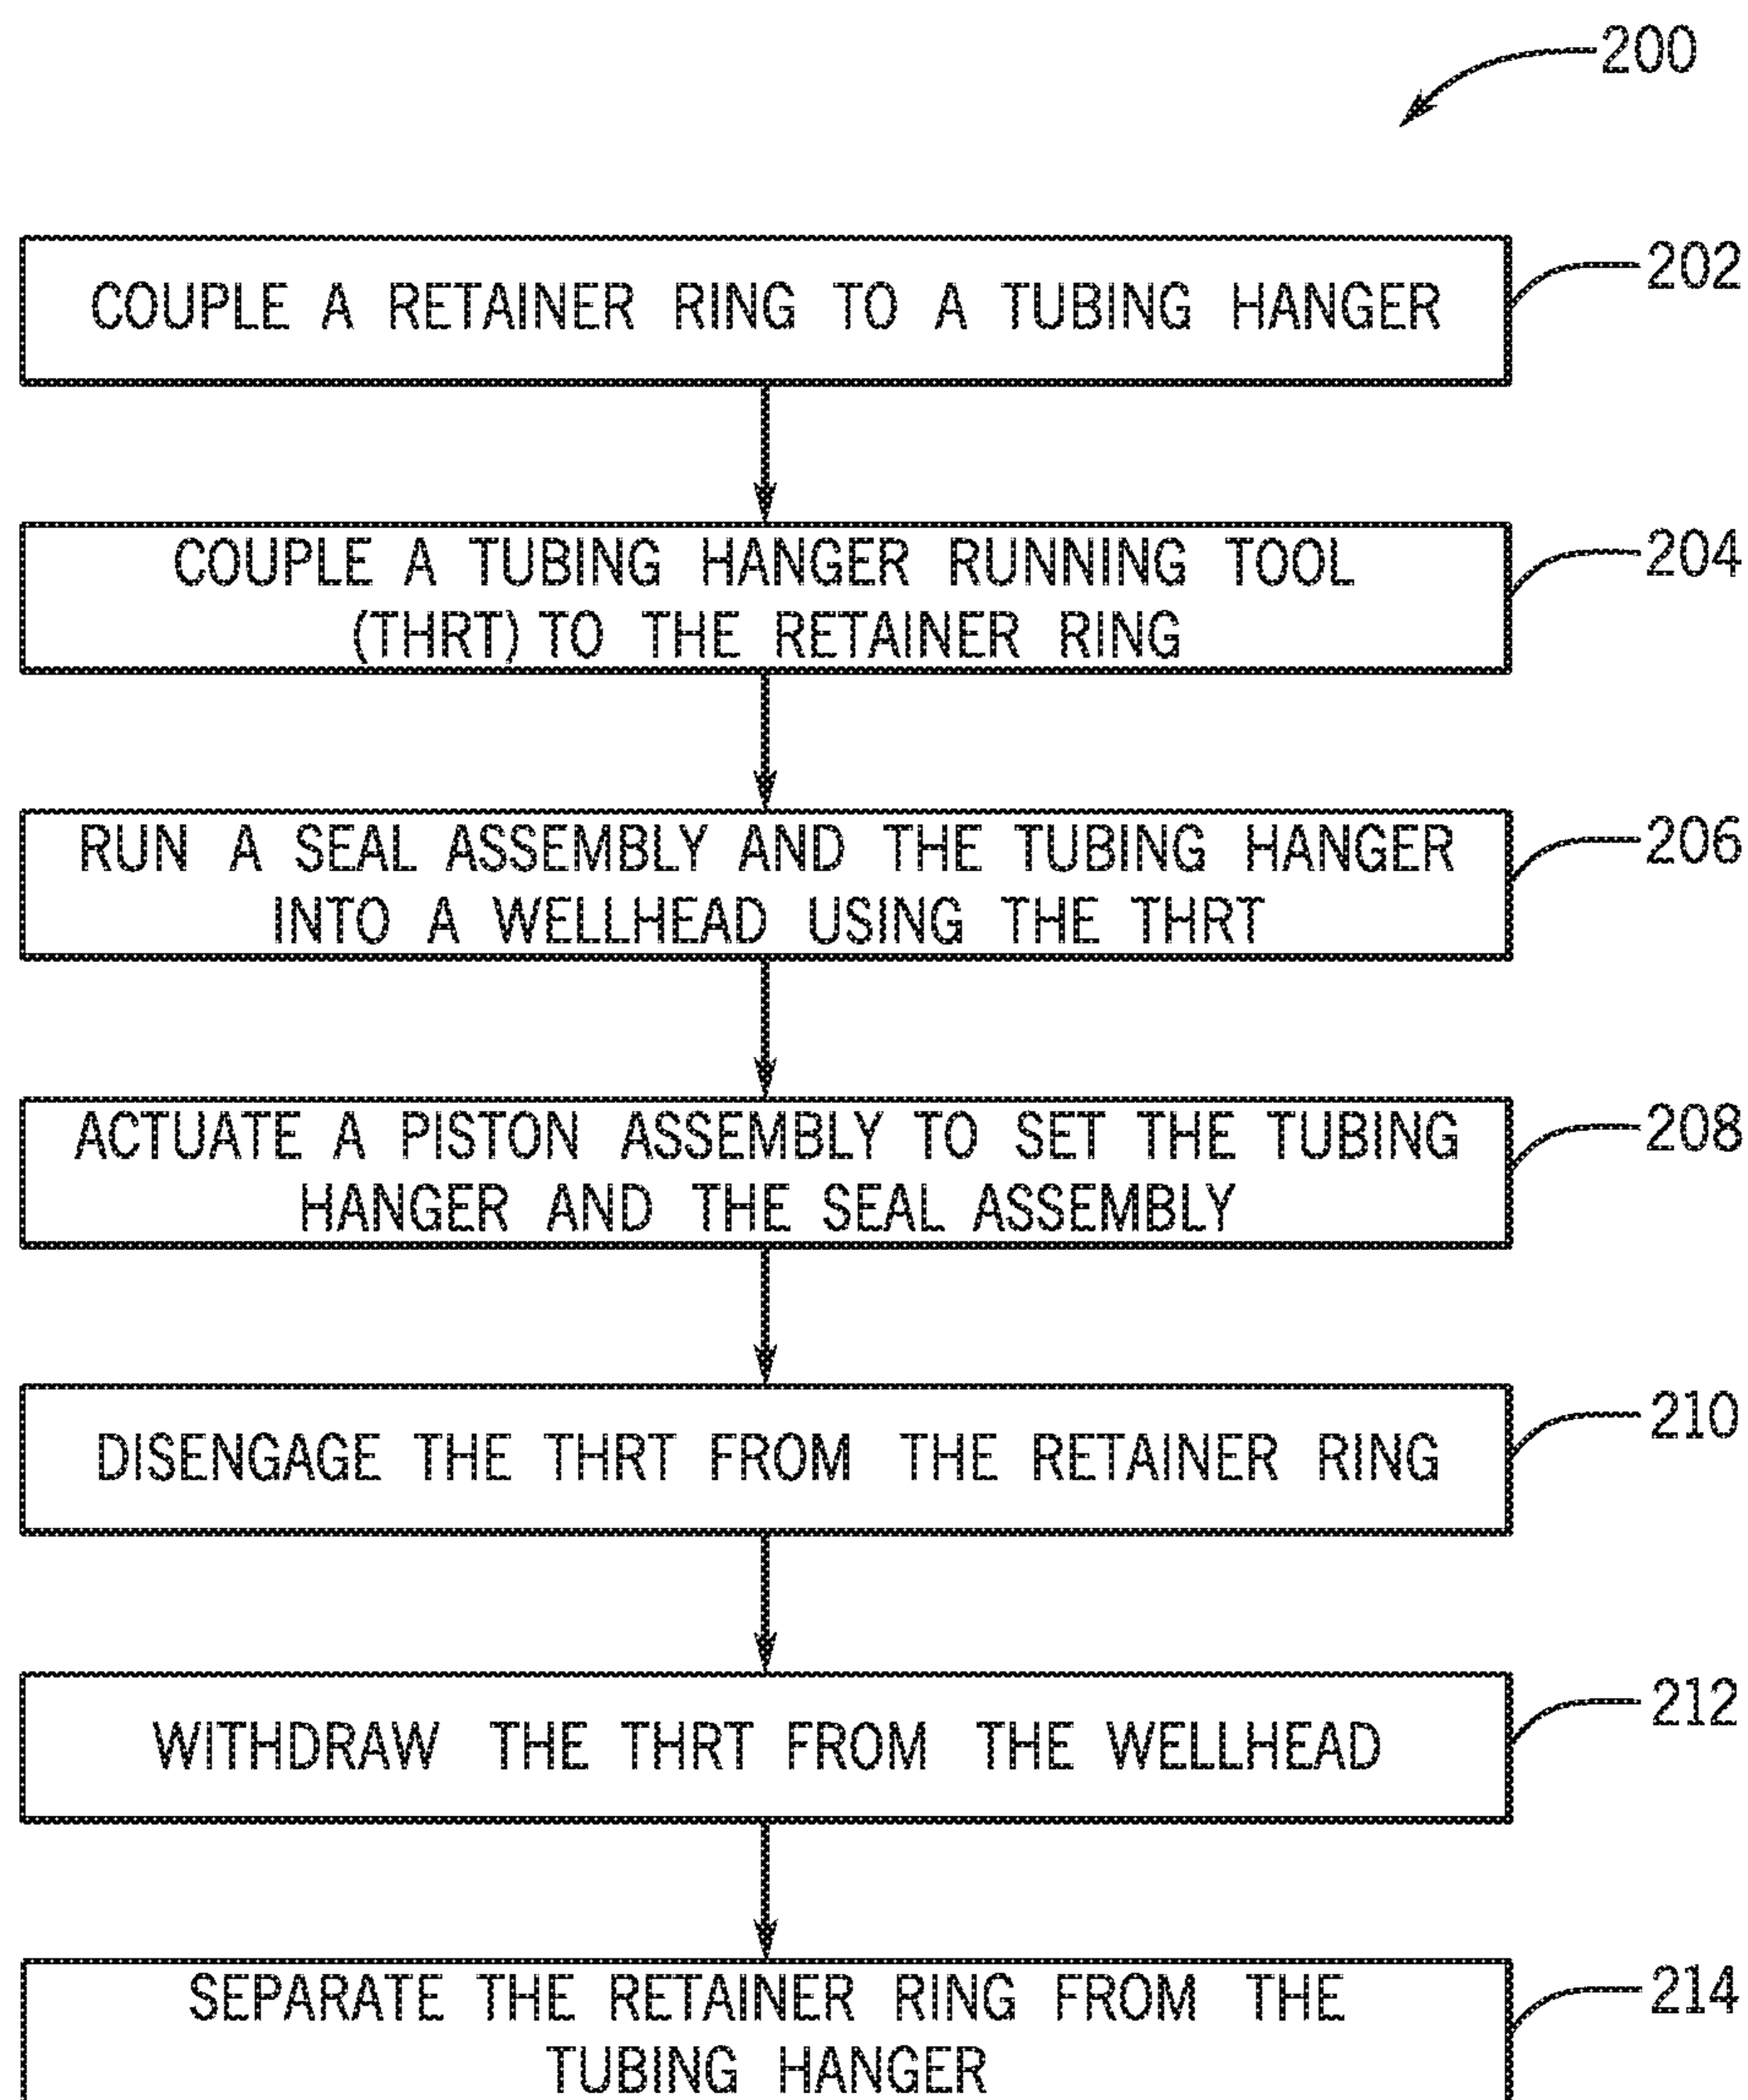 200
COUPLE A RETAINER RING TO A TUBING HANGER
202
COUPLE A TUBING HANGER RUNNING TOOL
(THRT) TO THE RETAINER RING
204
RUN A SEAL ASSEMBLY AND THE TUBING HANGER
INTO A WELLHEAD USING THE THRT
206
ACTUATE A PISTON ASSEMBLY TO SET THE TUBING
HANGER AND THE SEAL ASSEMBLY
208
DISENGAGE THE THRT FROM THE RETAINER RING
210
WITHDRAW THE THRT FROM THE WELLHEAD
212
SEPARATE THE RETAINER RING FROM THE
TUBING HANGER
214